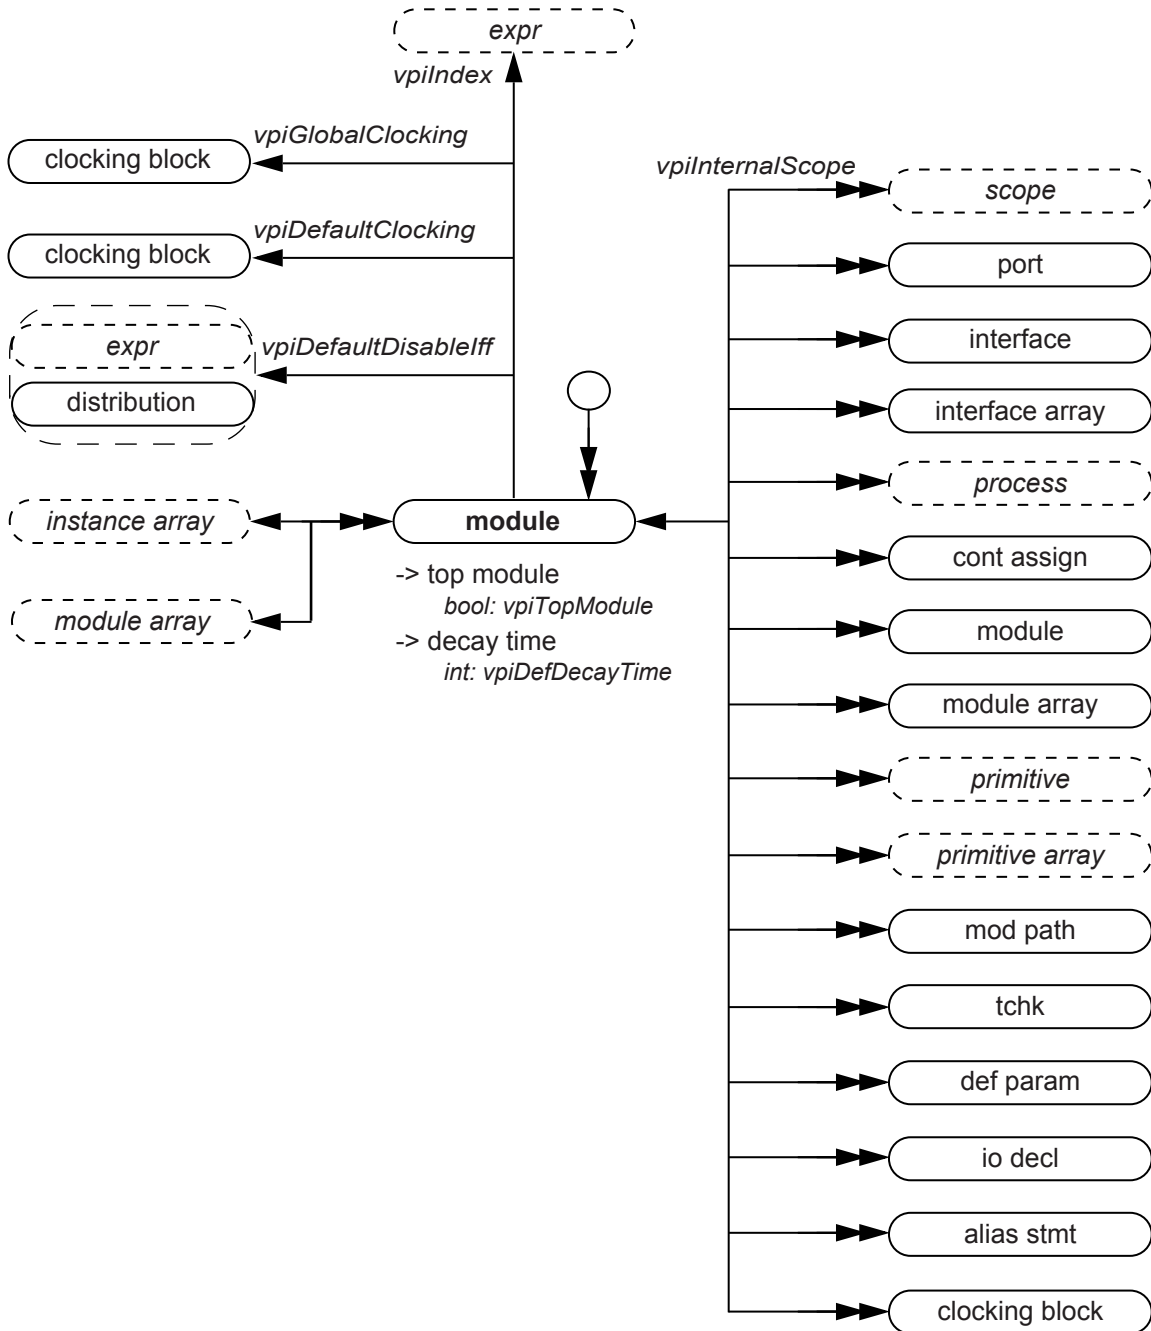 expr
vpiIndex
vpiGlobalClocking
clocking block
vpiDefaultClocking
clocking block
expr
vpiDefaultDisableIff
distribution
instance array
module array
module
-> top module
bool: vpiTopModule
-> decay time
int: vpiDefDecayTime
vpiInternalScope
scope
port
interface
interface array
process
cont assign
module
module array
primitive
primitive array
mod path
tchk
def param
io decl
alias stmt
clocking block